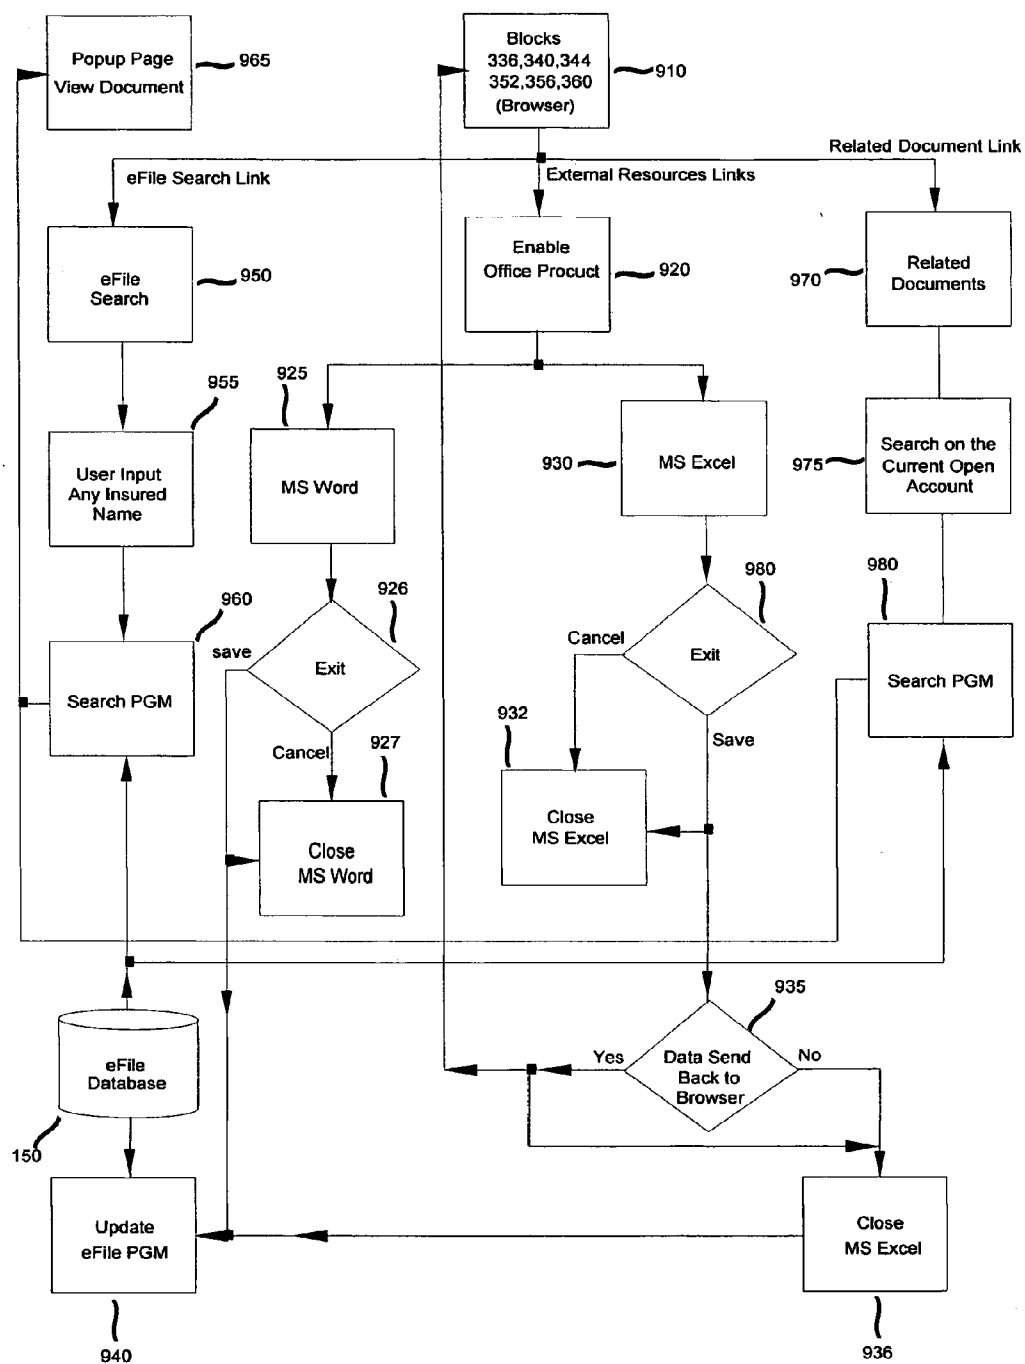 Popup Page
View Document
965
Blocks
336,340,344
352,356,360
(Browser)
910
Related Document Link
eFile Search Link
External Resources Links
eFile
Search
950
Enable
Office Procuct
920
970
Related
Documents
925
955
User Input
Any Insured
Name
MS Word
930
MS Excel
975
Search on the
Current Open
Account
960
926
980
980
save
Exit
Cancel
Exit
Search PGM
Search PGM
932
Save
Cancel
927
Close
MS Word
Close
MS Excel
935
eFile
Database
Yes
Data Send
Back to
Browser
No
150
Update
eFile PGM
Close
MS Excel
940
936